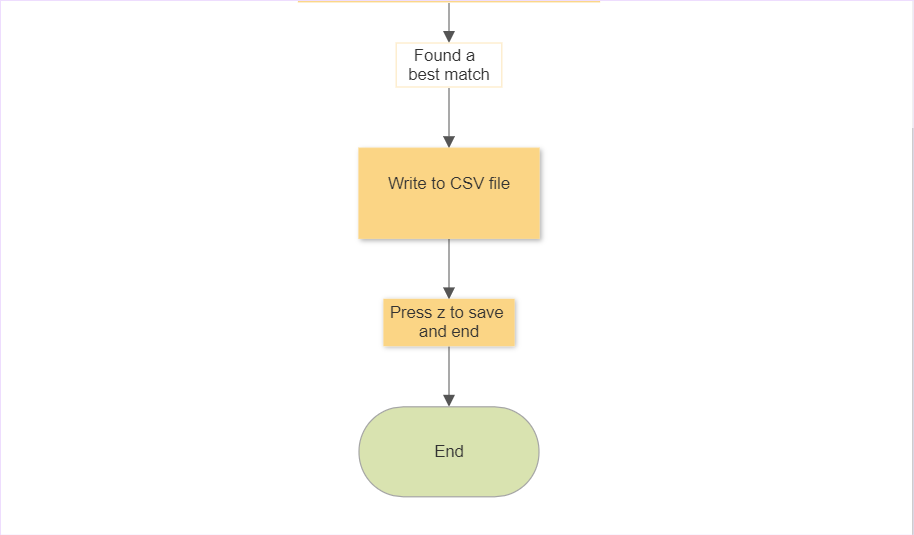 Found a
best match
Write to CSV file
Press z to save
and end
End